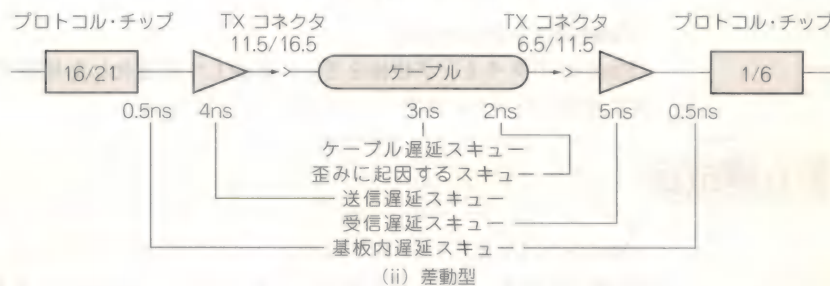 プロトコル・チップ
TX コネクタ
11.5/16.5
TX コネクタ
6.5/11.5
プロトコル・チップ
16/21
ケーブル
1/6
0.5ns
4ns
3ns
2ns
5ns
0.5ns
ケーブル遅延スキュー
歪みに起因するスキュー
送信遅延スキュー
受信遅延スキュー
基板内遅延スキュー
(ii) 差動型